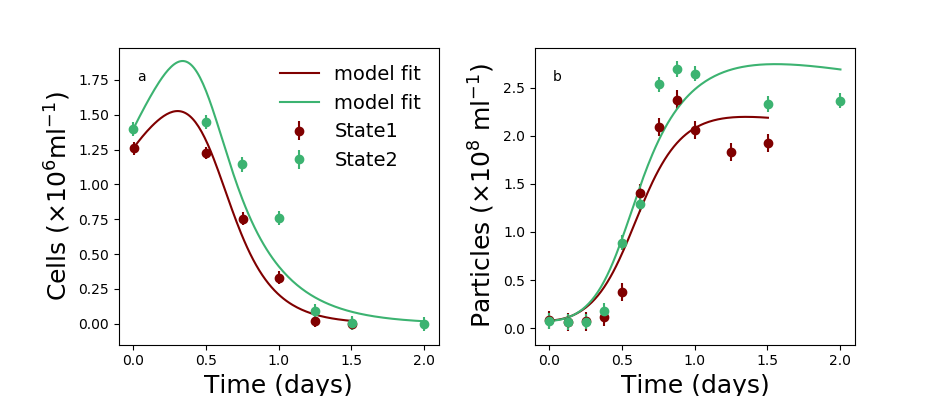 a
model fit
model fit
State1
State2
Cells (×10⁶ml⁻¹)
1.75
1.50
1.25
1.00
0.75
0.50
0.25
0.00
0.0 0.5 1.0 1.5 2.0
Time (days)
b
Particles (×10⁸ ml⁻¹)
2.5
2.0
1.5
1.0
0.5
0.0
0.0 0.5 1.0 1.5 2.0
Time (days)